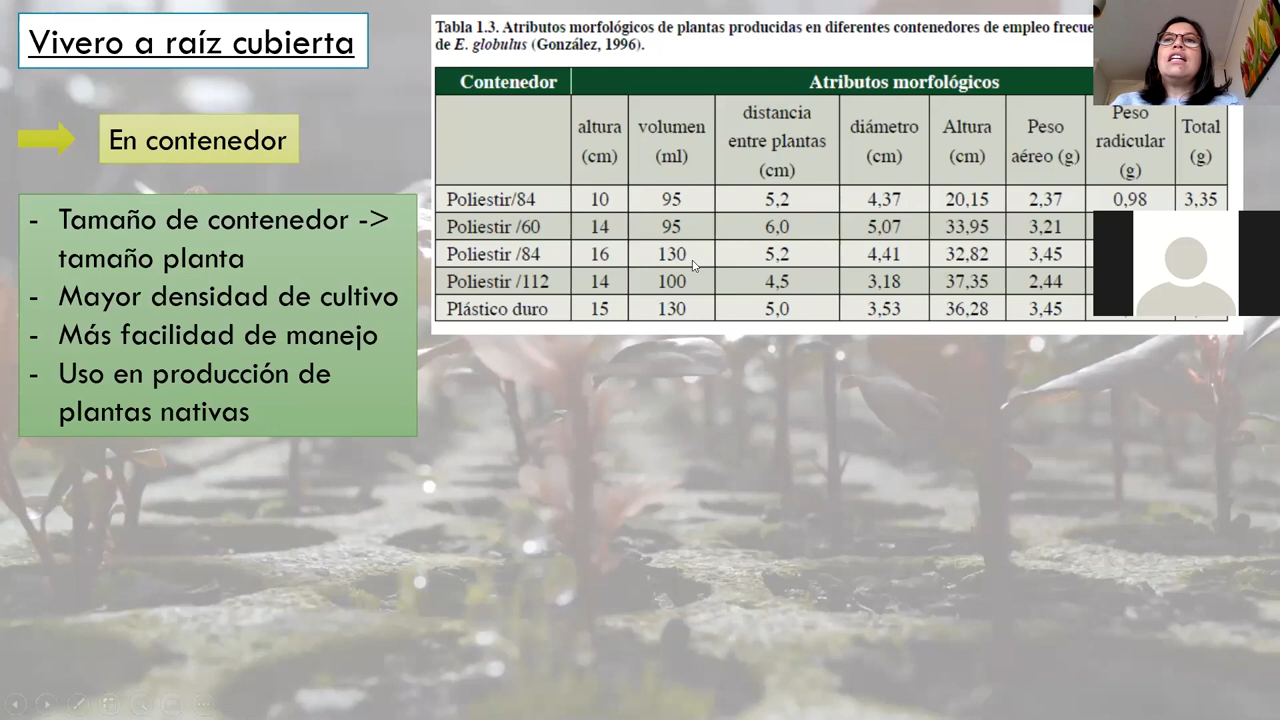 Vivero a raíz cubierta
En contenedor
- Tamaño de contenedor ->
tamaño planta
- Mayor densidad de cultivo
- Más facilidad de manejo
- Uso en producción de
plantas nativas
Tabla 1.3. Atributos morfológicos de plantas producidas en diferentes contenedores de empleo
de E. globulus (González, 1996).
Contenedor Atributos morfológicos
altura (cm) volumen (ml) distancia entre plantas (cm) diámetro (cm) Altura (cm) Peso aéreo (g) Peso radicular (g) Total (g)
Poliestir/84 10 95 5,2 4,37 20,15 2,37 0,98 3,35
Poliestir /60 14 95 6,0 5,07 33,95 3,21
Poliestir /84 16 130 5,2 4,41 32,82 3,45
Poliestir /112 14 100 4,5 3,18 37,35 2,44
Plástico duro 15 130 5,0 3,53 36,28 3,45